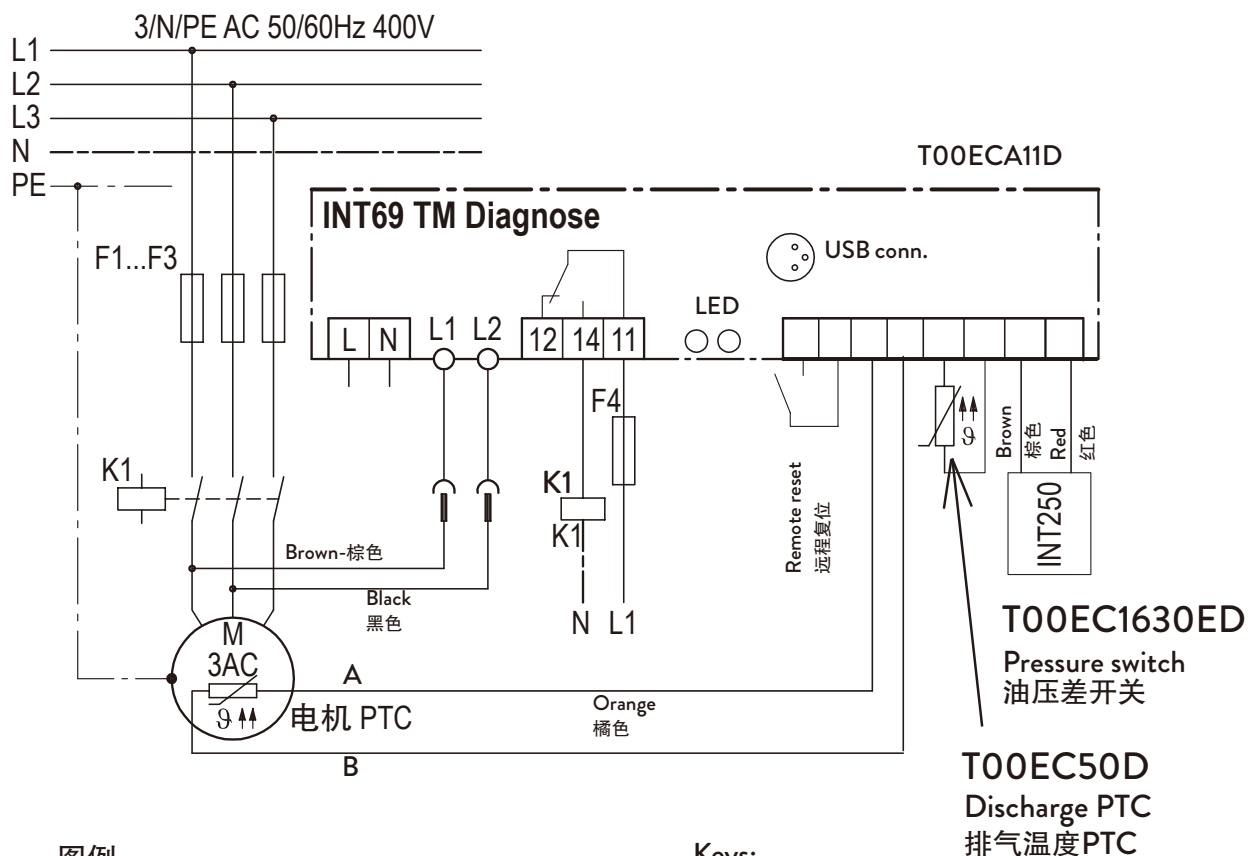 3/N/PE AC 50/60Hz 400V
L1
L2
L3
N
PE
T00ECA11D
INT69 TM Diagnose
USB conn.
F1...F3
LED
L N L1 L2 12 14 11
F4
K1
K1
K1
Brown
棕色
Red
红色
INT250
Remote reset
远程复位
Brown-棕色
Black
黑色
N L1
M
3AC
ϑ
ϑ
电机 PTC
A
Orange
橘色
B
T00EC1630ED
Pressure switch
油压差开关
T00EC50D
Discharge PTC
排气温度PTC
图例
Keys: